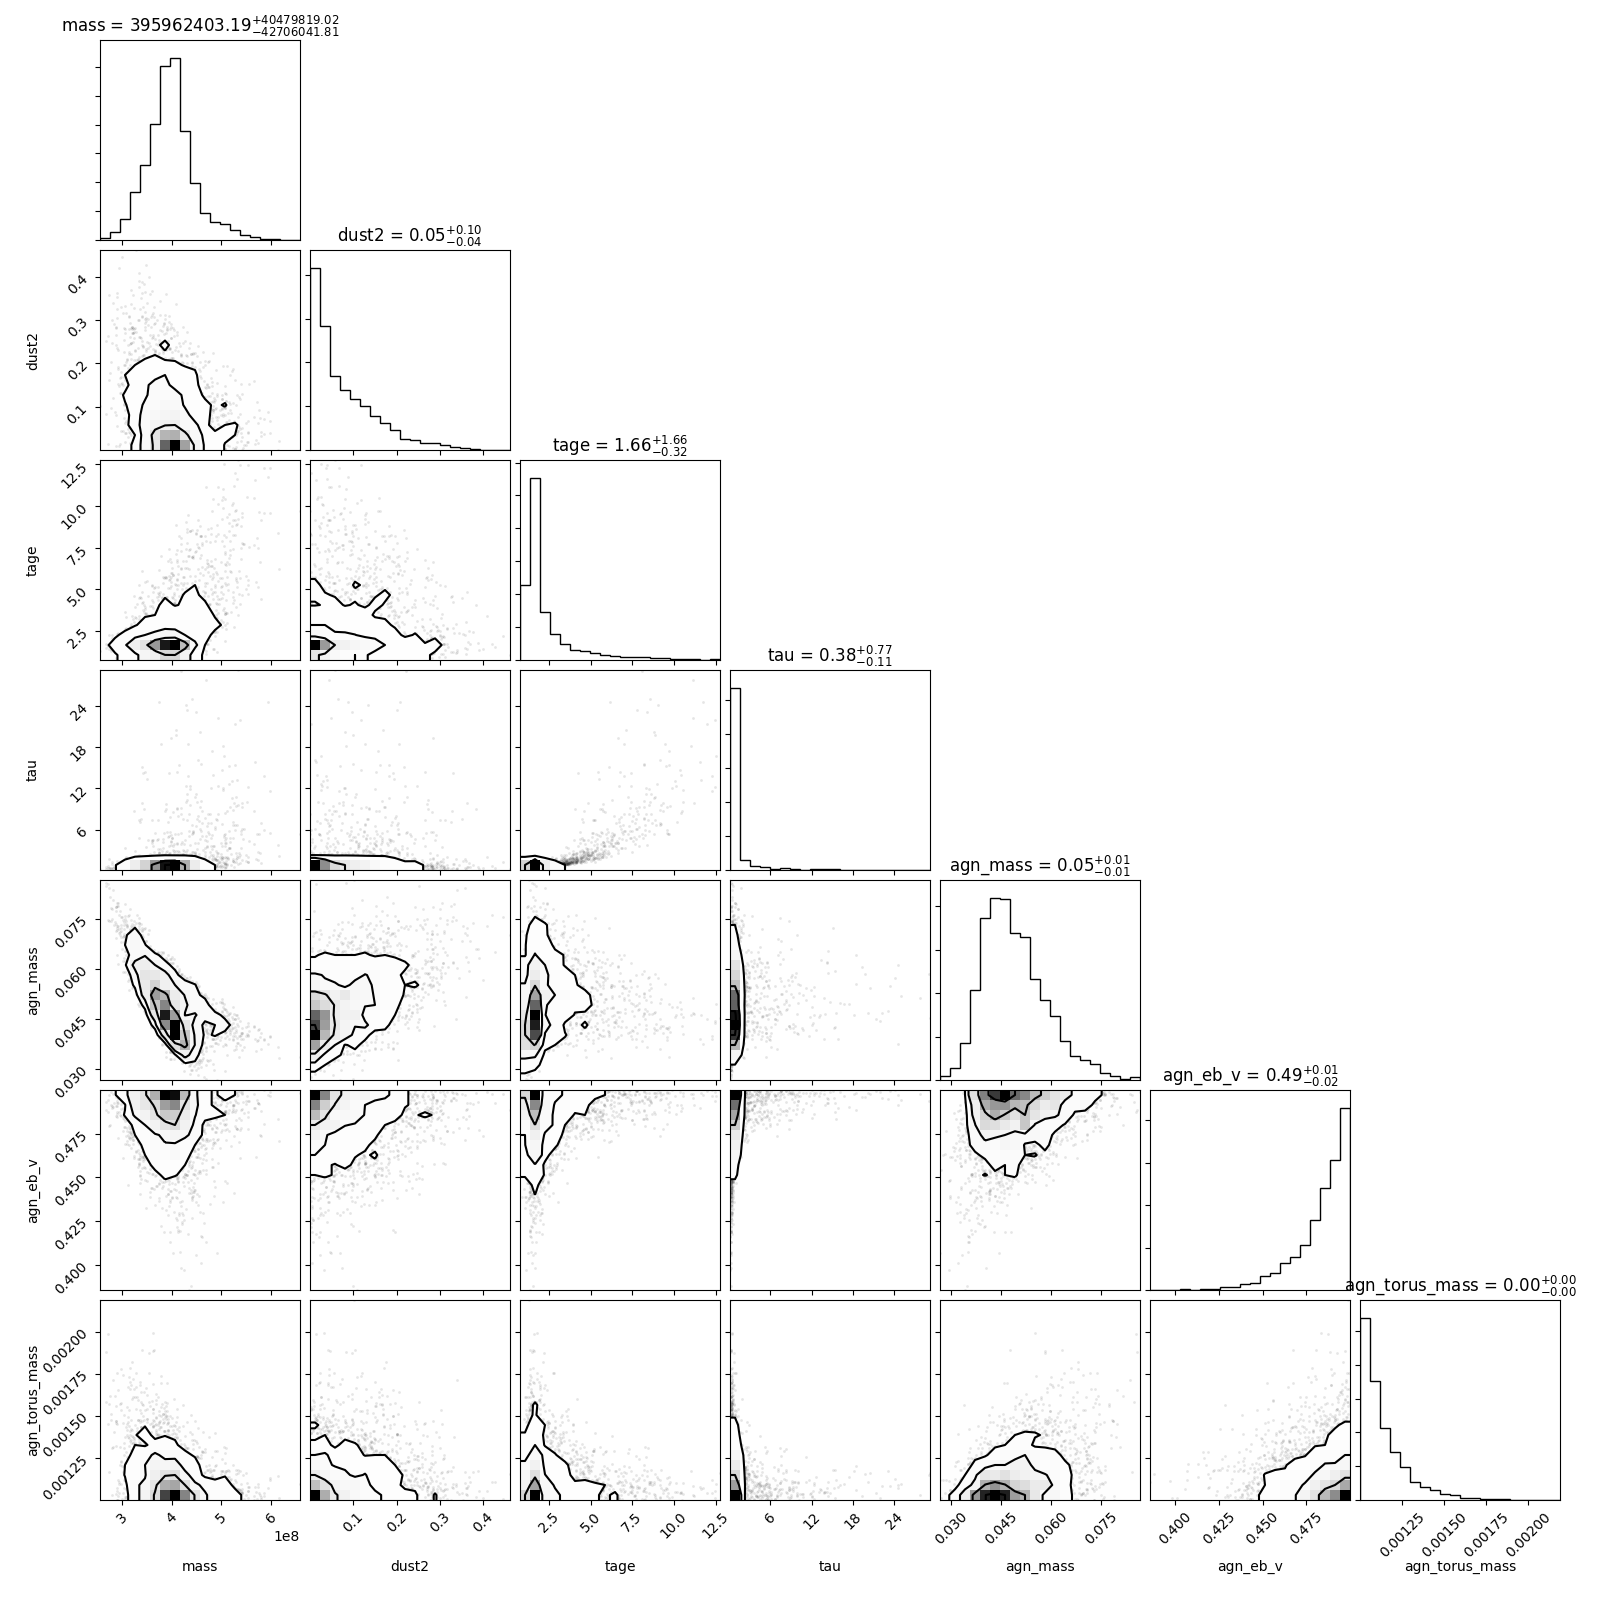 mass = 395962403.19 +40479819.02 −42706041.81
dust2 = 0.05 +0.10 −0.04
0.4
0.3
0.2
0.1
dust2
tage = 1.66 +1.66 −0.32
12.5
10.0
7.5
5.0
2.5
tage
tau = 0.38 +0.77 −0.11
24
18
12
6
tau
agn_mass = 0.05 +0.01 −0.01
0.075
0.060
0.045
0.030
agn_mass
agn_eb_v = 0.49 +0.01 −0.02
0.475
0.450
0.425
0.400
agn_eb_v
agn_torus_mass = 0.00 +0.00 −0.00
0.00200
0.00175
0.00150
0.00125
agn_torus_mass
3 4 5 6 0.1 0.2 0.3 0.4 2.5 5.0 7.5 10.0 12.5 6 12 18 24 0.030 0.045 0.060 0.075 0.400 0.425 0.450 0.475 0.00125 0.00150 0.00175 0.00200
1e8
mass dust2 tage tau agn_mass agn_eb_v agn_torus_mass